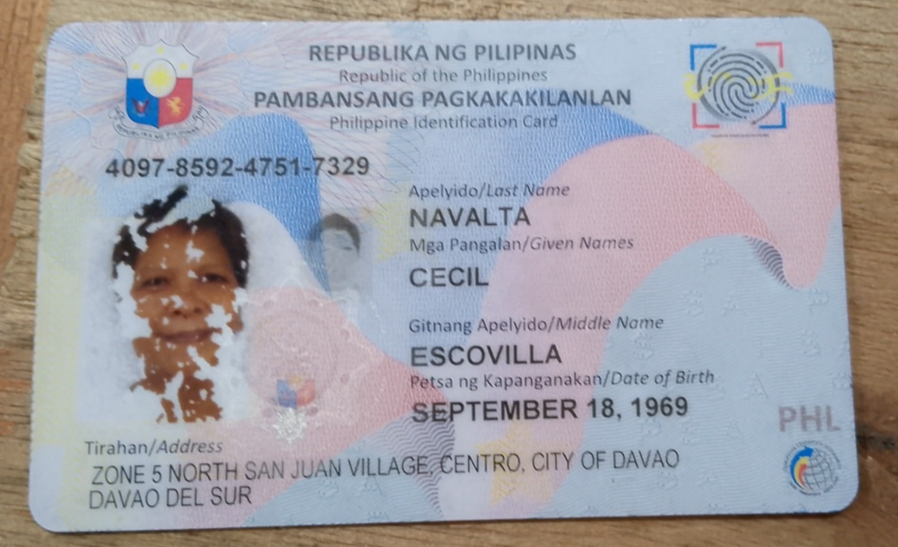 REPUBLIKA NG PILIPINAS
Republic of the Philippines
PAMBANSANG PAGKAKAKILANLAN
Philippine Identification Card
4097-8592-4751-7329
Apelyido/Last Name
NAVALTA
Mga Pangalan/Given Names
CECIL
Gitnang Apelyido/Middle Name
ESCOVILLA
Petsa ng Kapanganakan/Date of Birth
SEPTEMBER 18, 1969
PHL
Tirahan/Address
ZONE 5 NORTH SAN JUAN VILLAGE, CENTRO, CITY OF DAVAO
DAVAO DEL SUR